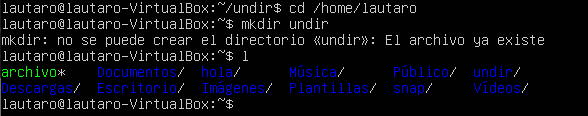 lautaro@lautaro-VirtualBox:~/undir$ cd /home/lautaro
lautaro@lautaro-VirtualBox:~$ mkdir undir
mkdir: no se puede crear el directorio «undir»: El archivo ya existe
lautaro@lautaro-VirtualBox:~$ l
archivo* Documentos/ hola/ Música/ Público/ undir/
Descargas/ Escritorio/ Imágenes/ Plantillas/ snap/ Vídeos/
lautaro@lautaro-VirtualBox:~$